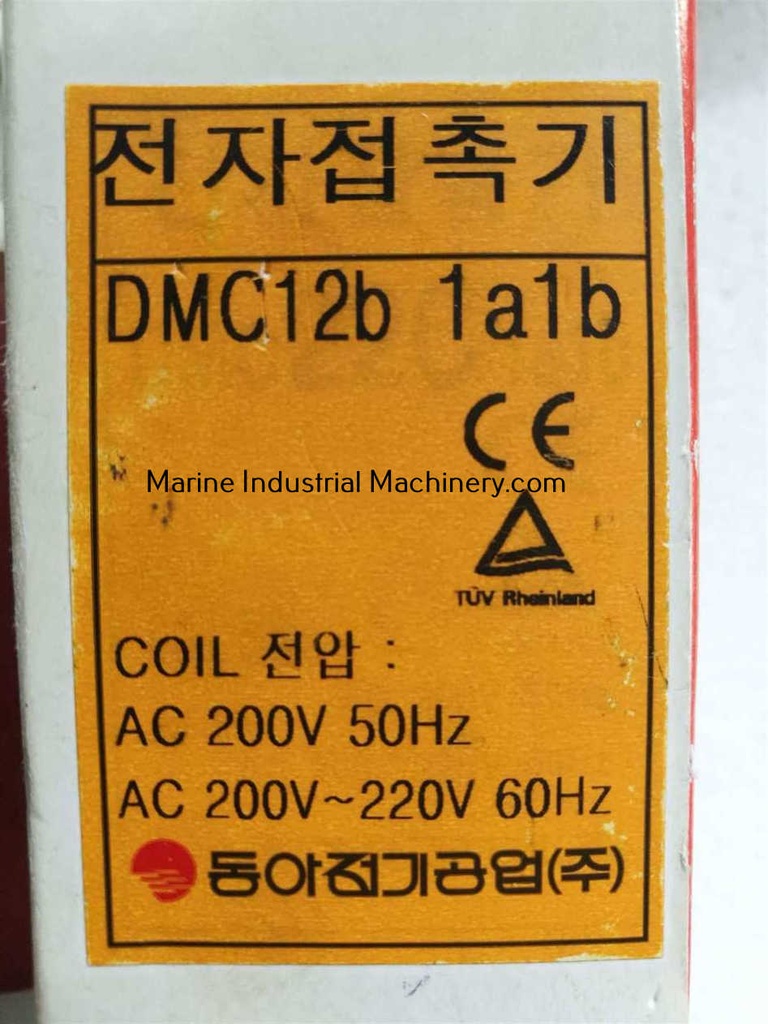 전자접촉기
DMC12b 1a1b
CE
Marine Industrial Machinery.com
TÜV Rheinland
COIL 전압 :
AC 200V 50Hz
AC 200V~220V 60Hz
동아전기공업(주)